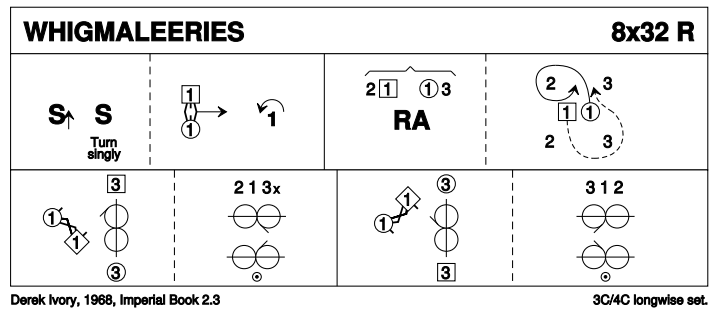 WHIGMALEERIES 8x32 R
S S
Turn
singly
1
1
1
2 1 1 3
RA
2 3
1 1
2 3
1 1
3
3
2 1 3x
1 1
3
3
3 1 2
Derek Ivory, 1968, Imperial Book 2.3 3C/4C longwise set.